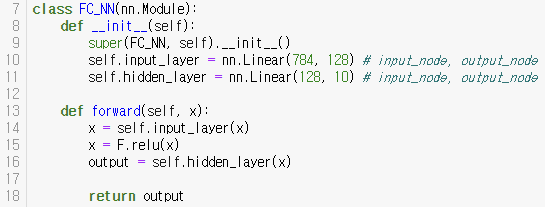 7 class FC_NN(nn.Module):
8     def __init__(self):
9         super(FC_NN, self).__init__()
10         self.input_layer = nn.Linear(784, 128) # input_node, output_node
11         self.hidden_layer = nn.Linear(128, 10) # input_node, output_node
12
13     def forward(self, x):
14         x = self.input_layer(x)
15         x = F.relu(x)
16         output = self.hidden_layer(x)
17
18         return output